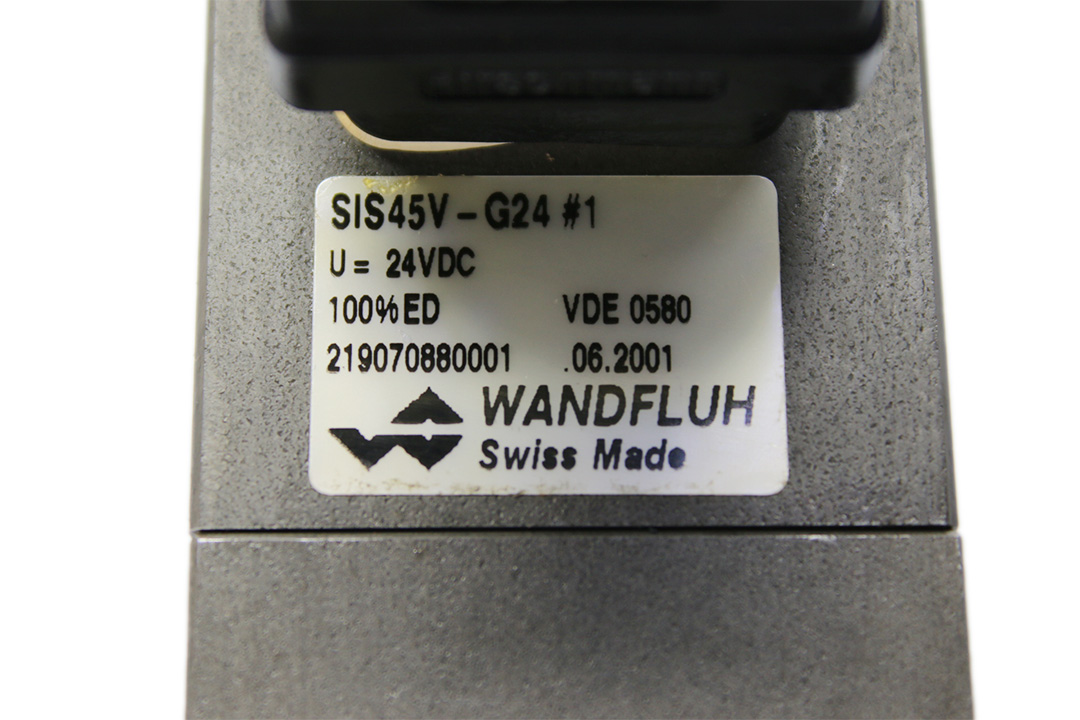 SIS45V-G24 #1
U= 24VDC
100%ED VDE 0580
219070880001 .06.2001
WANDFLUH
Swiss Made